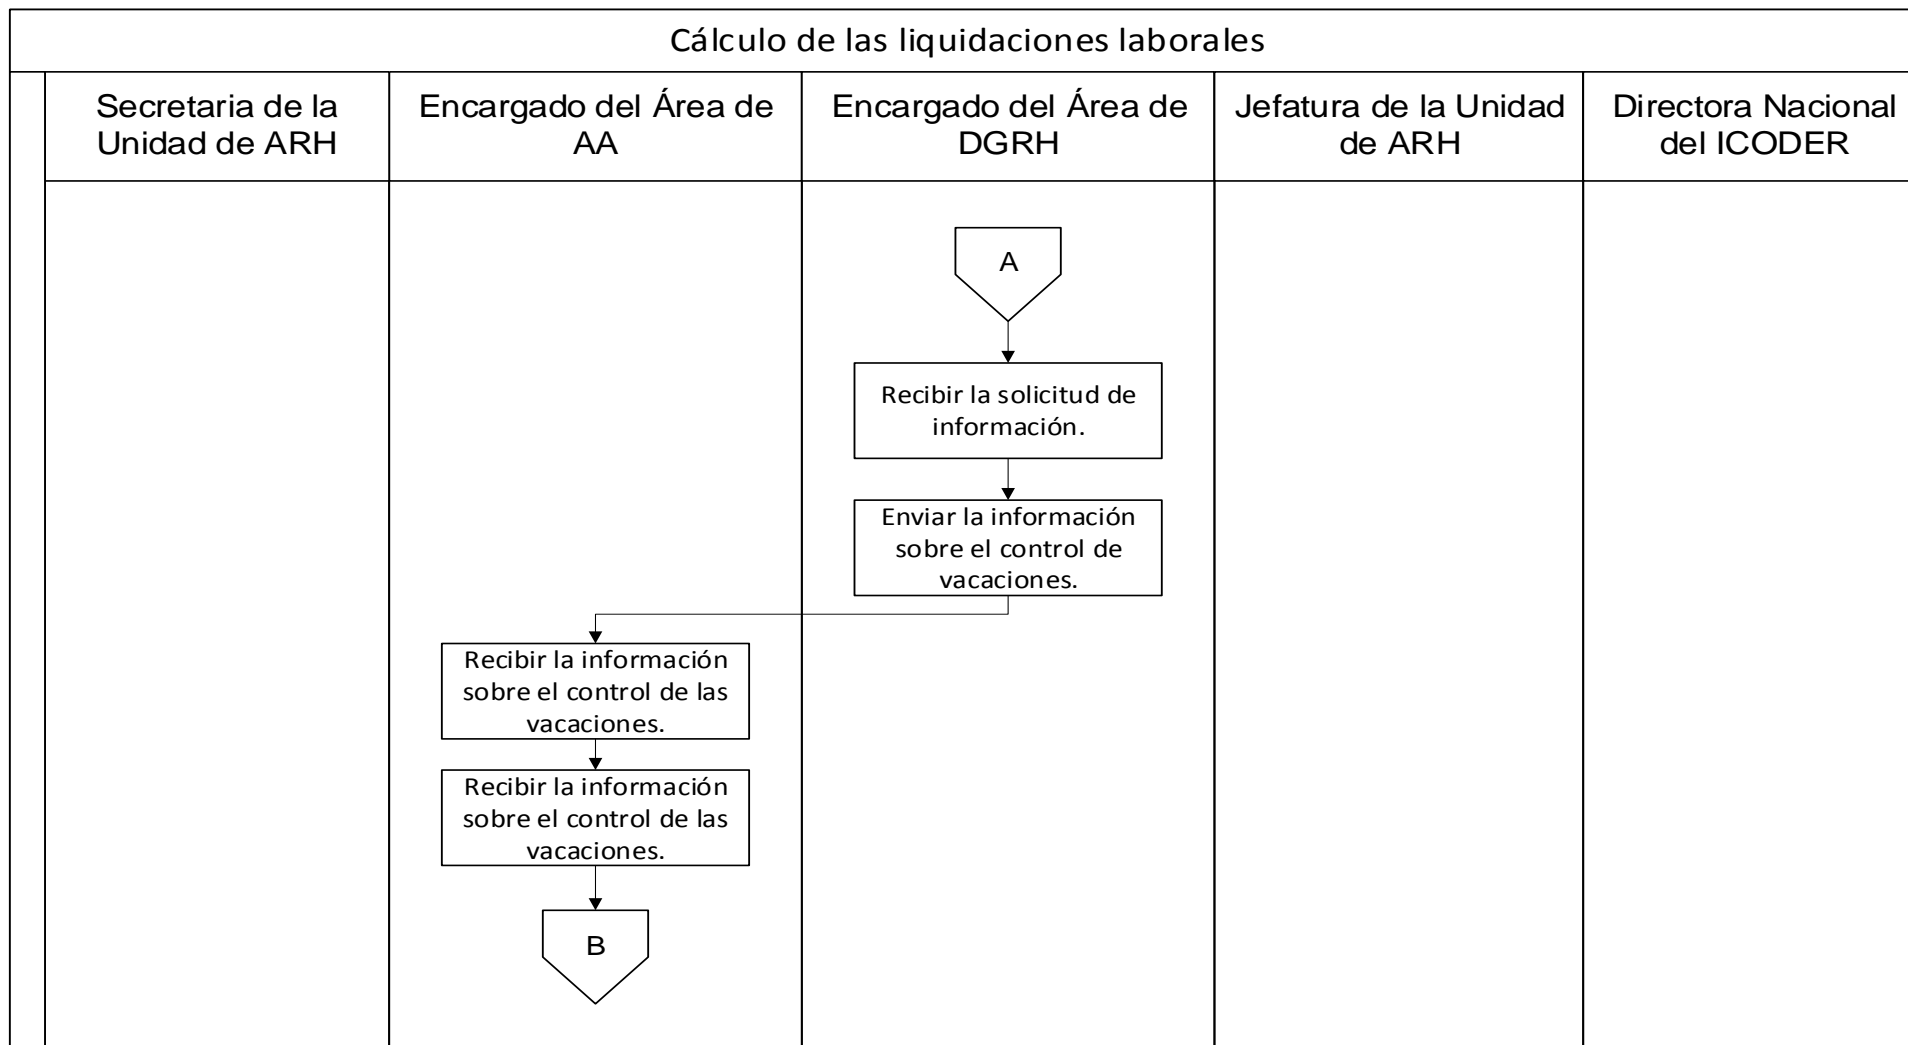 Cálculo de las liquidaciones laborales
Secretaria de la
Unidad de ARH
Encargado del Área de
AA
Encargado del Área de
DGRH
Jefatura de la Unidad
de ARH
Directora Nacional
del ICODER
A
Recibir la solicitud de
información.
Enviar la información
sobre el control de
vacaciones.
Recibir la información
sobre el control de las
vacaciones.
Recibir la información
sobre el control de las
vacaciones.
B